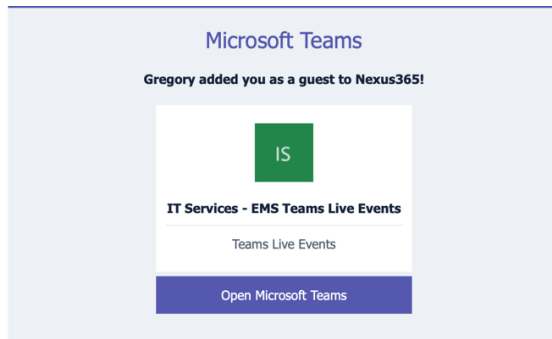 Microsoft Teams
Gregory added you as a guest to Nexus365!
IS
IT Services - EMS Teams Live Events
Teams Live Events
Open Microsoft Teams